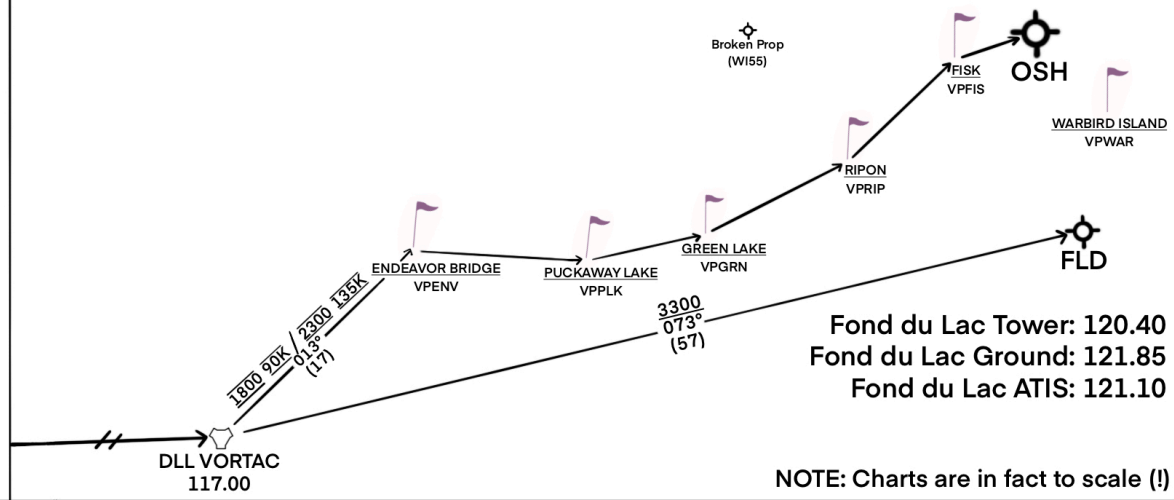 Broken Prop
(WI55)
OSH
FISK
VPFIS
WARBIRD ISLAND
VPWAR
RIPON
VPRIP
GREEN LAKE
VPGRN
ENDEAVOR BRIDGE
VPENV
PUCKAWAY LAKE
VPPLK
FLD
1800 90K / 2300 135K
013°
(17)
3300
073°
(57)
Fond du Lac Tower: 120.40
Fond du Lac Ground: 121.85
Fond du Lac ATIS: 121.10
DLL VORTAC
117.00
NOTE: Charts are in fact to scale (!)